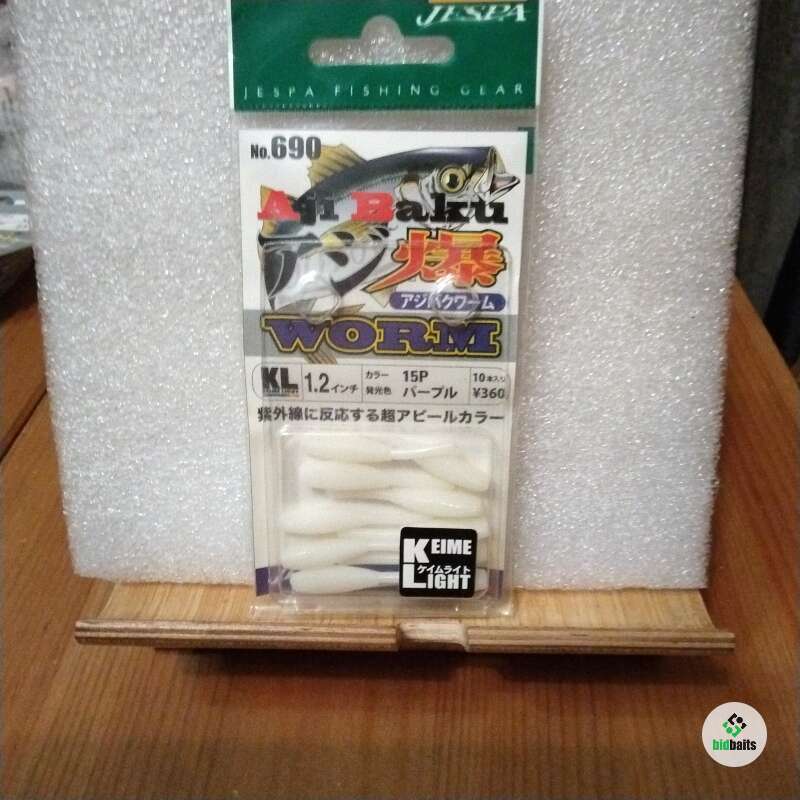 JESPA
JESPA FISHING GEAR
No.690
Aji Baku
アジ爆
アジバクワーム
WORM
KL 1.2インチ カラー 発光色 15P パープル 10本入り ¥360
紫外線に反応する超アピールカラー
KEIME
ケイムライト
LIGHT
bidbaits